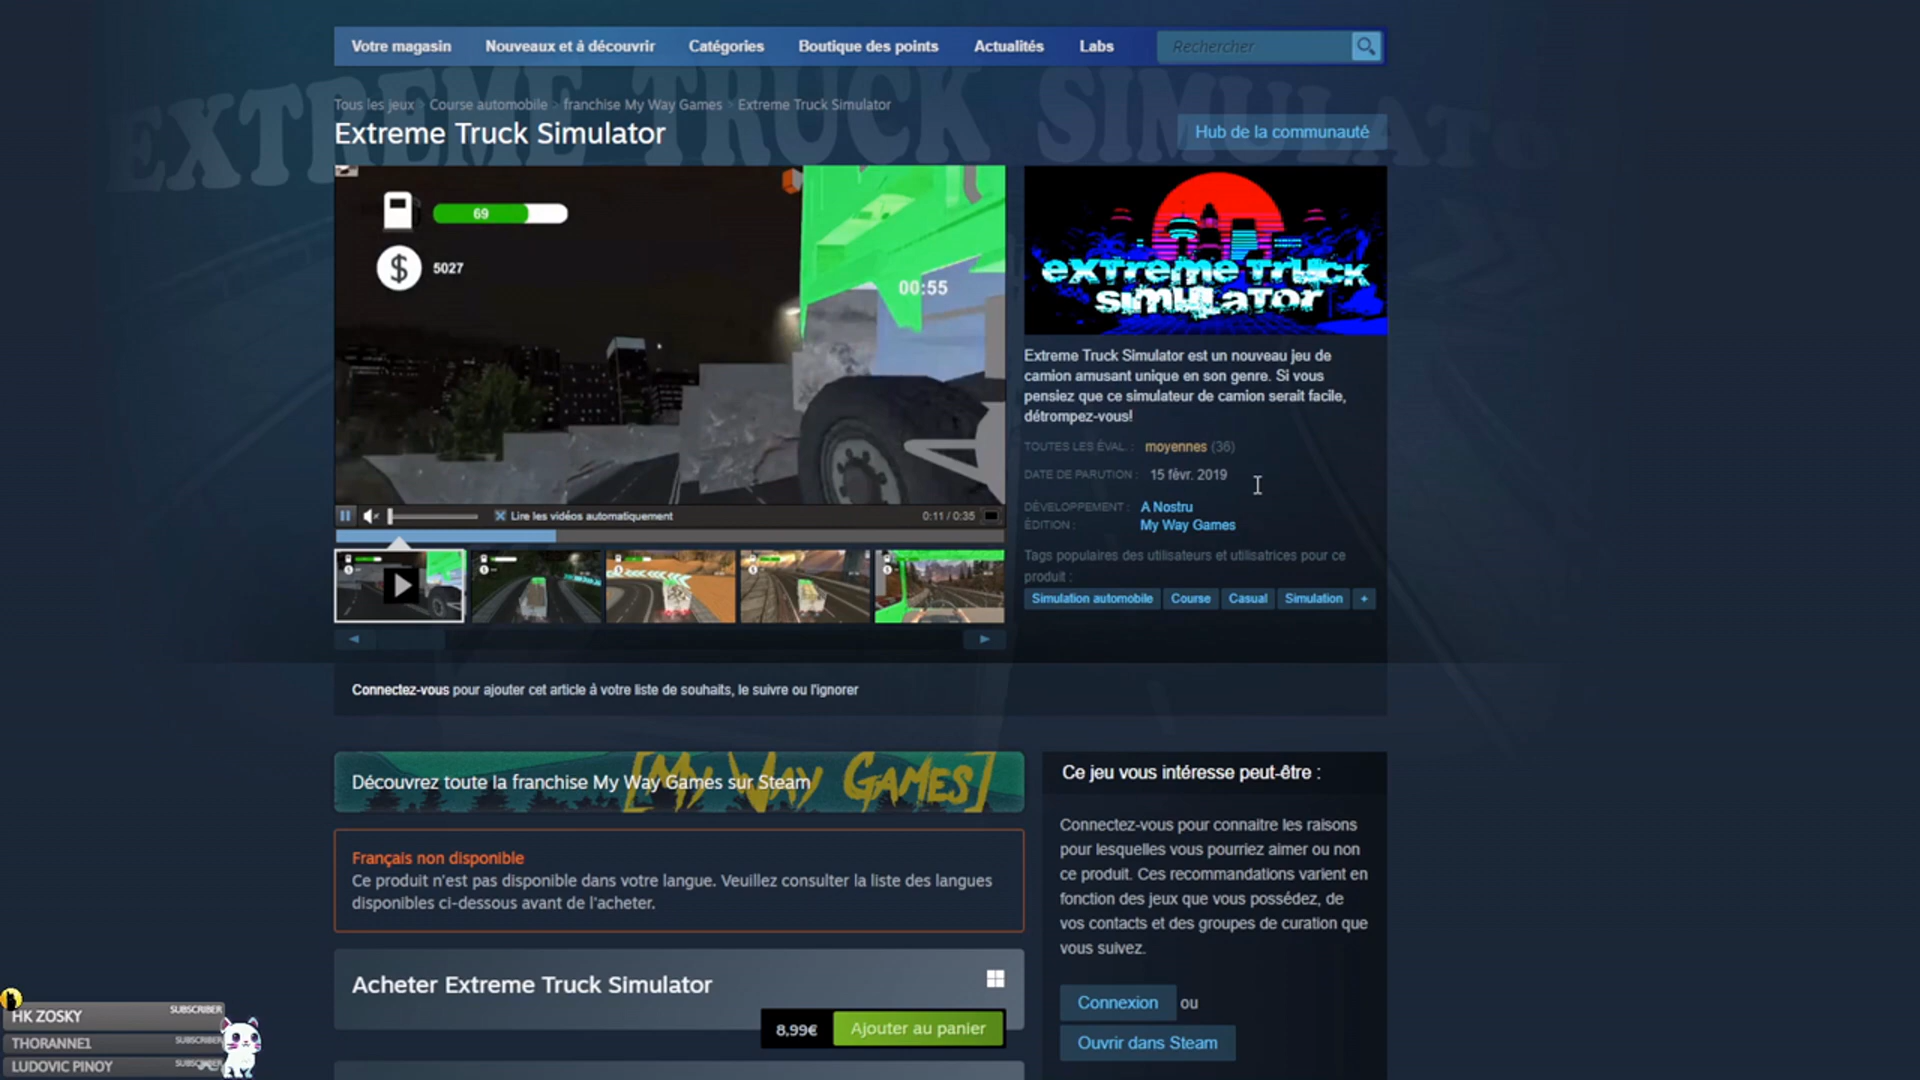 Votre magasin Nouveaux et à découvrir Catégories Boutique des points Actualités Labs Rechercher
EXTREME TRUCK SIMULATOR
Tous les jeux > Course automobile > franchise My Way Games > Extreme Truck Simulator
Extreme Truck Simulator
Hub de la communauté
69
5027
00:55
eXTreme TrUcK
sIMULaTOr
Extreme Truck Simulator est un nouveau jeu de
camion amusant unique en son genre. Si vous
pensiez que ce simulateur de camion serait facile,
détrompez-vous!
TOUTES LES ÉVAL. : moyennes (36)
DATE DE PARUTION : 15 févr. 2019
DÉVELOPPEMENT : A Nostru
ÉDITION : My Way Games
Lire les vidéos automatiquement
0:11 / 0:35
Tags populaires des utilisateurs et utilisatrices pour ce
produit :
Simulation automobile Course Casual Simulation +
Connectez-vous pour ajouter cet article à votre liste de souhaits, le suivre ou l'ignorer
Découvrez toute la franchise My Way Games sur Steam
[My Way Games]
Français non disponible
Ce produit n'est pas disponible dans votre langue. Veuillez consulter la liste des langues
disponibles ci-dessous avant de l'acheter.
Acheter Extreme Truck Simulator
8,99€ Ajouter au panier
Ce jeu vous intéresse peut-être :
Connectez-vous pour connaitre les raisons
pour lesquelles vous pourriez aimer ou non
ce produit. Ces recommandations varient en
fonction des jeux que vous possédez, de
vos contacts et des groupes de curation que
vous suivez.
Connexion ou
Ouvrir dans Steam
HK ZOSKY SUBSCRIBER
THORANNE1 SUBSCRIBER
LUDOVIC PINOY SUBSCRIBER